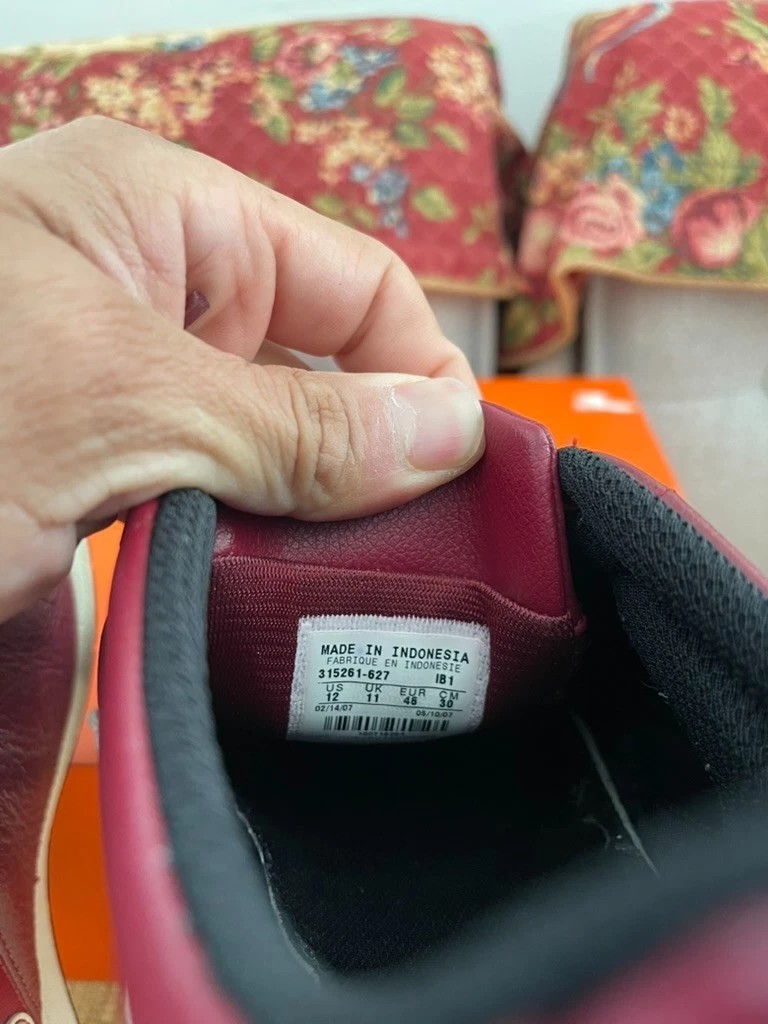 MADE IN INDONESIA
FABRIQUE EN INDONESIE
315261-627 IB1
US UK EUR CM
12 11 46 30
02/14/07 05/10/07